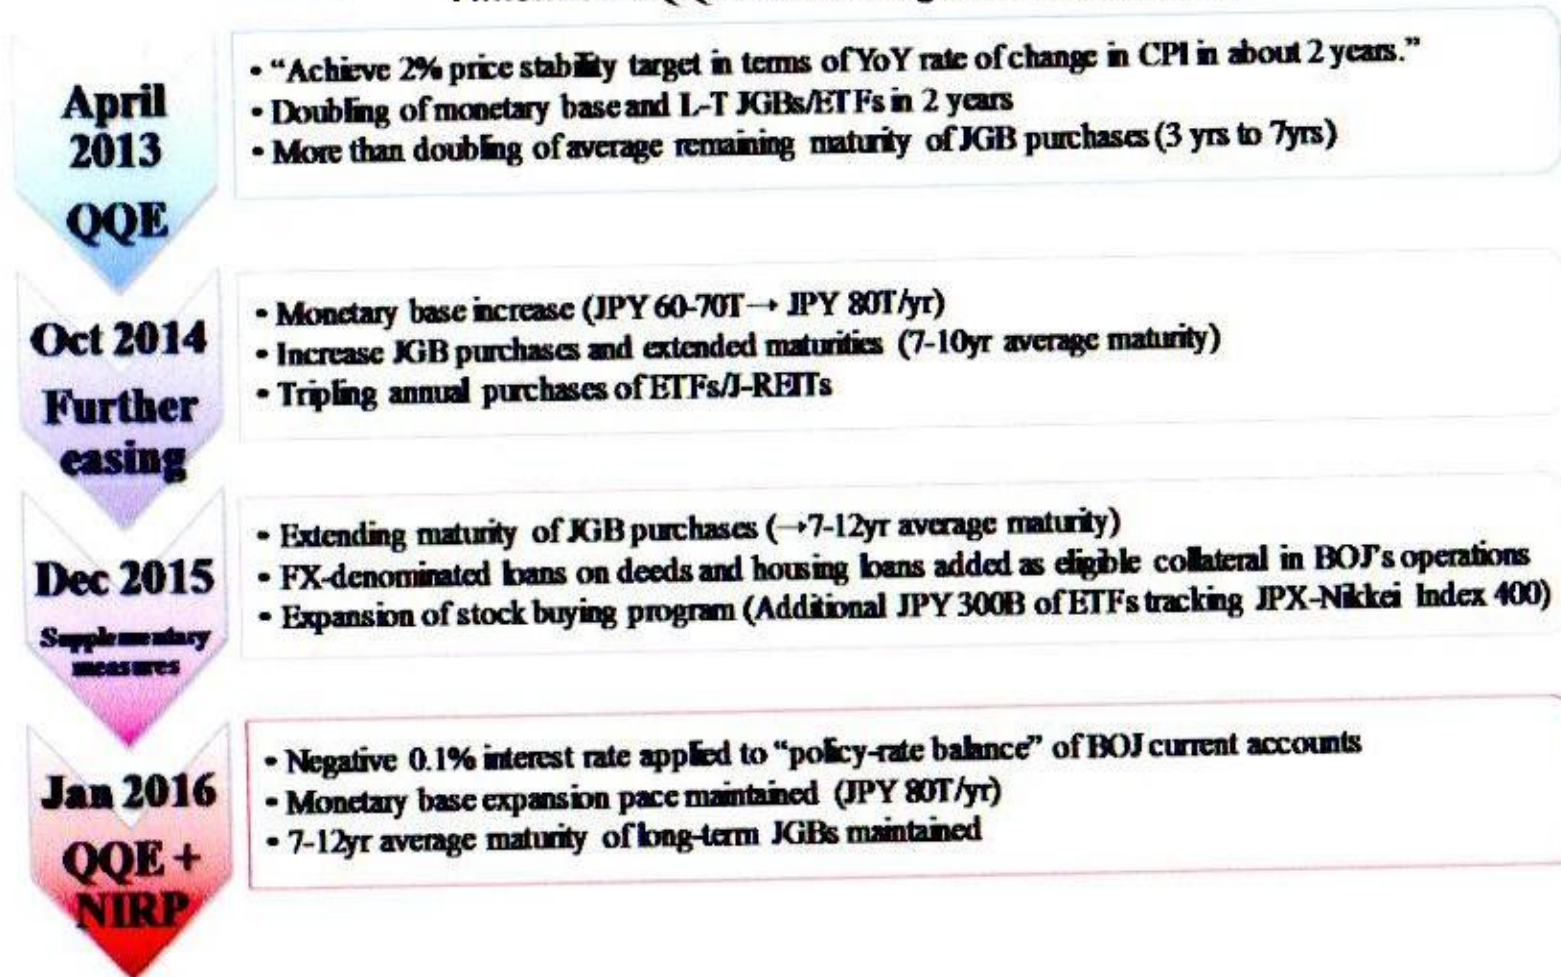 QQ
April
2013
QQE
• “Achieve 2% price stability target in terms of YoY rate of change in CPI in about 2 years.”
• Doubling of monetary base and L-T JGBs/ETFs in 2 years
• More than doubling of average remaining maturity of JGB purchases (3 yrs to 7yrs)
Oct 2014
Further
easing
• Monetary base increase (JPY 60-70T→ JPY 80T/yr)
• Increase JGB purchases and extended maturities (7-10yr average maturity)
• Tripling annual purchases of ETFs/J-REITs
Dec 2015
Supplementary
measures
• Extending maturity of JGB purchases (→7-12yr average maturity)
• FX-denominated loans on deeds and housing loans added as eligible collateral in BOJ's operations
• Expansion of stock buying program (Additional JPY 300B of ETFs tracking JPX-Nikkei Index 400)
Jan 2016
QQE +
NIRP
• Negative 0.1% interest rate applied to “policy-rate balance” of BOJ current accounts
• Monetary base expansion pace maintained (JPY 80T/yr)
• 7-12yr average maturity of long-term JGBs maintained